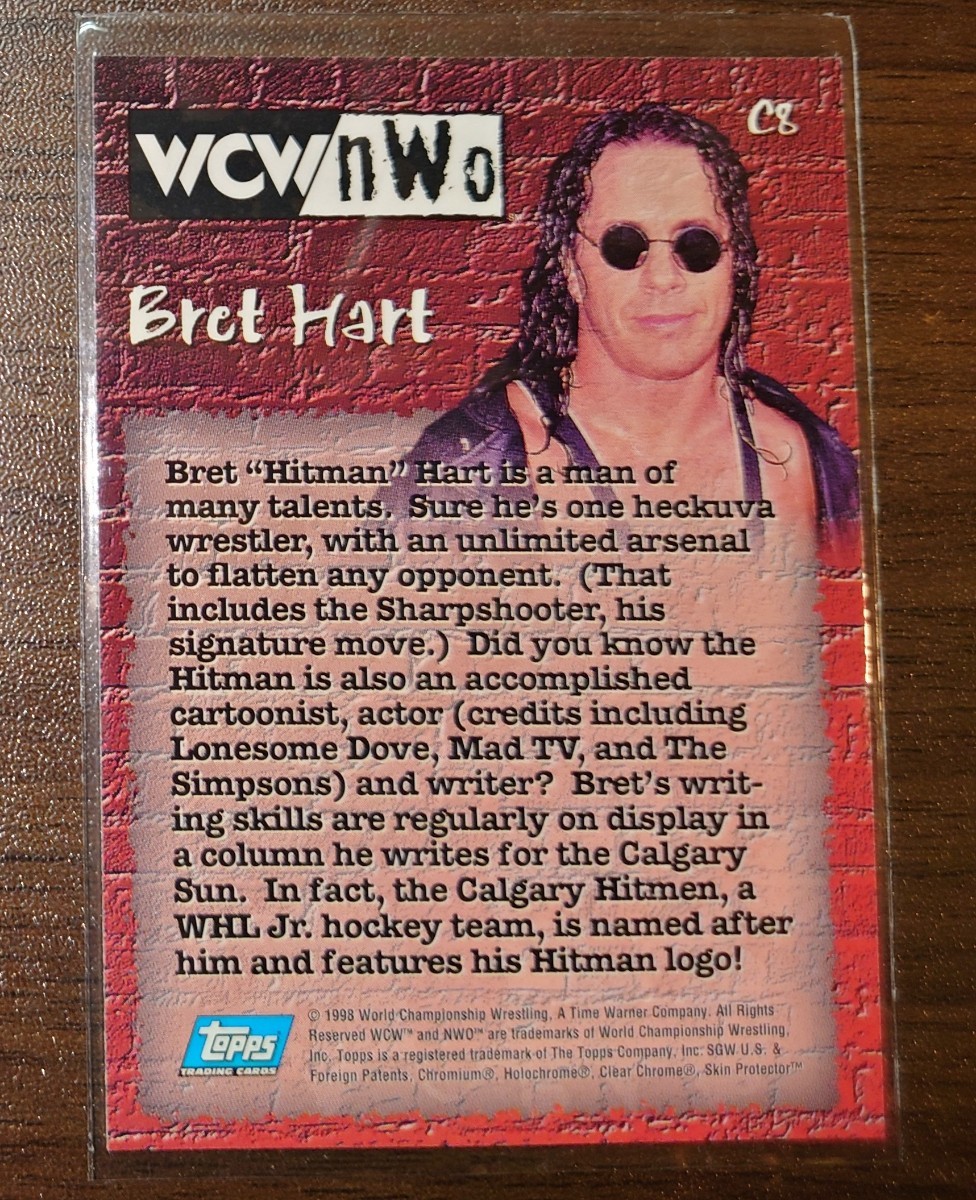 C8
WCW/nWo
Bret Hart
Bret “Hitman” Hart is a man of
many talents. Sure he’s one heckuva
wrestler, with an unlimited arsenal
to flatten any opponent. (That
includes the Sharpshooter, his
signature move.) Did you know the
Hitman is also an accomplished
cartoonist, actor (credits including
Lonesome Dove, Mad TV, and The
Simpsons) and writer? Bret’s writ-
ing skills are regularly on display in
a column he writes for the Calgary
Sun. In fact, the Calgary Hitmen, a
WHL Jr. hockey team, is named after
him and features his Hitman logo!
Topps
TRADING CARDS
© 1998 World Championship Wrestling, A Time Warner Company. All Rights
Reserved WCW™ and NWO™ are trademarks of World Championship Wrestling,
Inc. Topps is a registered trademark of The Topps Company, Inc. SGW U.S. &
Foreign Patents, Chromium®, Holochrome®, Clear Chrome®, Skin Protector™